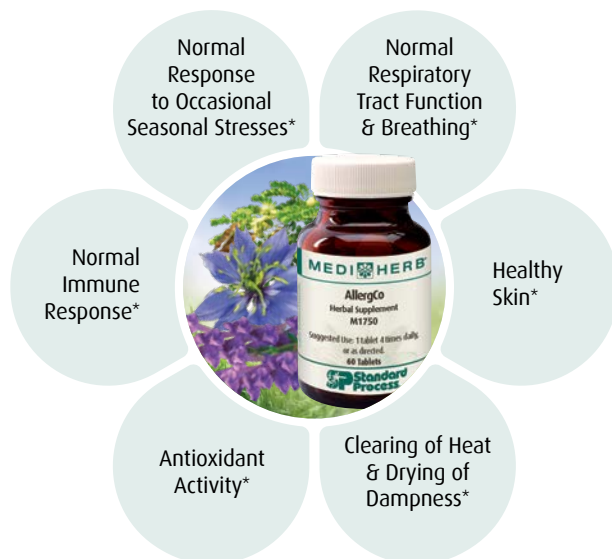 Normal
Response
to Occasional
Seasonal Stresses*
Normal
Respiratory
Tract Function
& Breathing*
Normal
Immune
Response*
MEDI HERB®
AllergCo
Herbal Supplement
M1750
Suggested Use: 1 tablet 4 times daily,
or as directed.
60 Tablets
SP Standard
Process
Healthy
Skin*
Antioxidant
Activity*
Clearing of Heat
& Drying of
Dampness*